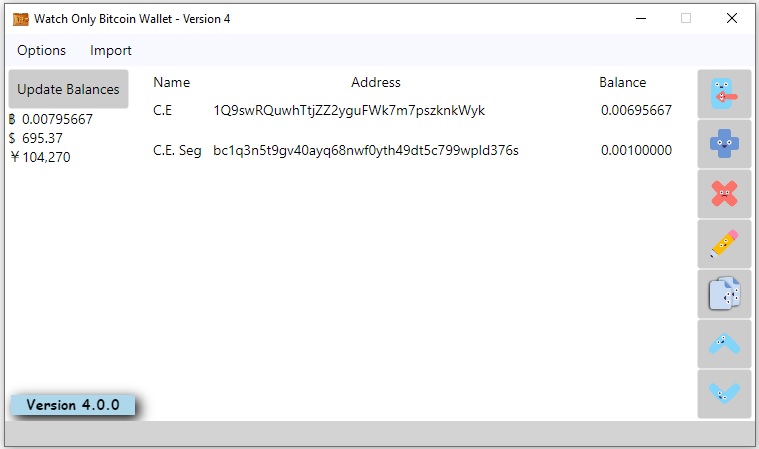 Watch Only Bitcoin Wallet - Version 4
Options Import
Update Balances
Name Address Balance
฿ 0.00795667
$ 695.37
¥ 104,270
C.E 1Q9swRQuwhTtjZZ2yguFWk7m7pszknkWyk 0.00695667
C.E. Seg bc1q3n5t9gv40ayq68nwf0yth49dt5c799wpld376s 0.00100000
Version 4.0.0